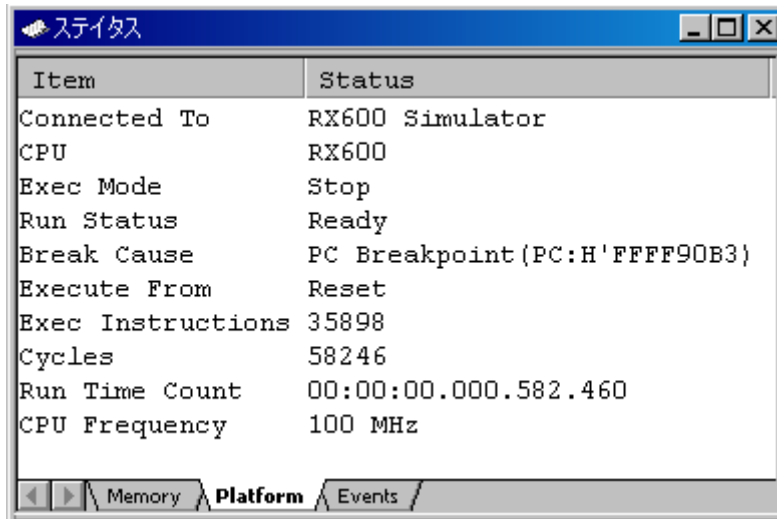 ステイタス
Item Status
Connected To RX600 Simulator
CPU RX600
Exec Mode Stop
Run Status Ready
Break Cause PC Breakpoint(PC:H'FFFF90B3)
Execute From Reset
Exec Instructions 35898
Cycles 58246
Run Time Count 00:00:00.000.582.460
CPU Frequency 100 MHz
Memory Platform Events